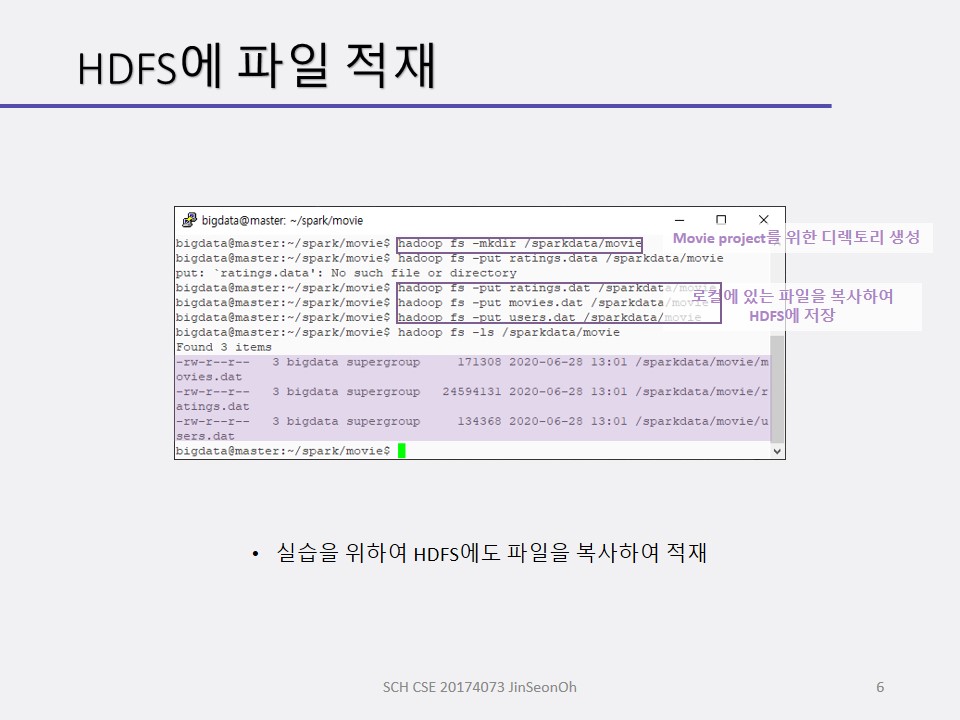 HDFS에 파일 적재
bigdata@master: ~/spark/movie
bigdata@master:~/spark/movie$ hadoop fs -mkdir /sparkdata/movie
Movie project를 위한 디렉토리 생성
bigdata@master:~/spark/movie$ hadoop fs -put ratings.data /sparkdata/movie
put: `ratings.data': No such file or directory
bigdata@master:~/spark/movie$ hadoop fs -put ratings.dat /sparkdata/movie
bigdata@master:~/spark/movie$ hadoop fs -put movies.dat /sparkdata/movie
bigdata@master:~/spark/movie$ hadoop fs -put users.dat /sparkdata/movie
로컬에 있는 파일을 복사하여
HDFS에 저장
bigdata@master:~/spark/movie$ hadoop fs -ls /sparkdata/movie
Found 3 items
-rw-r--r--   3 bigdata supergroup     171308 2020-06-28 13:01 /sparkdata/movie/m
ovies.dat
-rw-r--r--   3 bigdata supergroup   24594131 2020-06-28 13:01 /sparkdata/movie/r
atings.dat
-rw-r--r--   3 bigdata supergroup     134368 2020-06-28 13:01 /sparkdata/movie/u
sers.dat
bigdata@master:~/spark/movie$
• 실습을 위하여 HDFS에도 파일을 복사하여 적재
SCH CSE 20174073 JinSeonOh
6